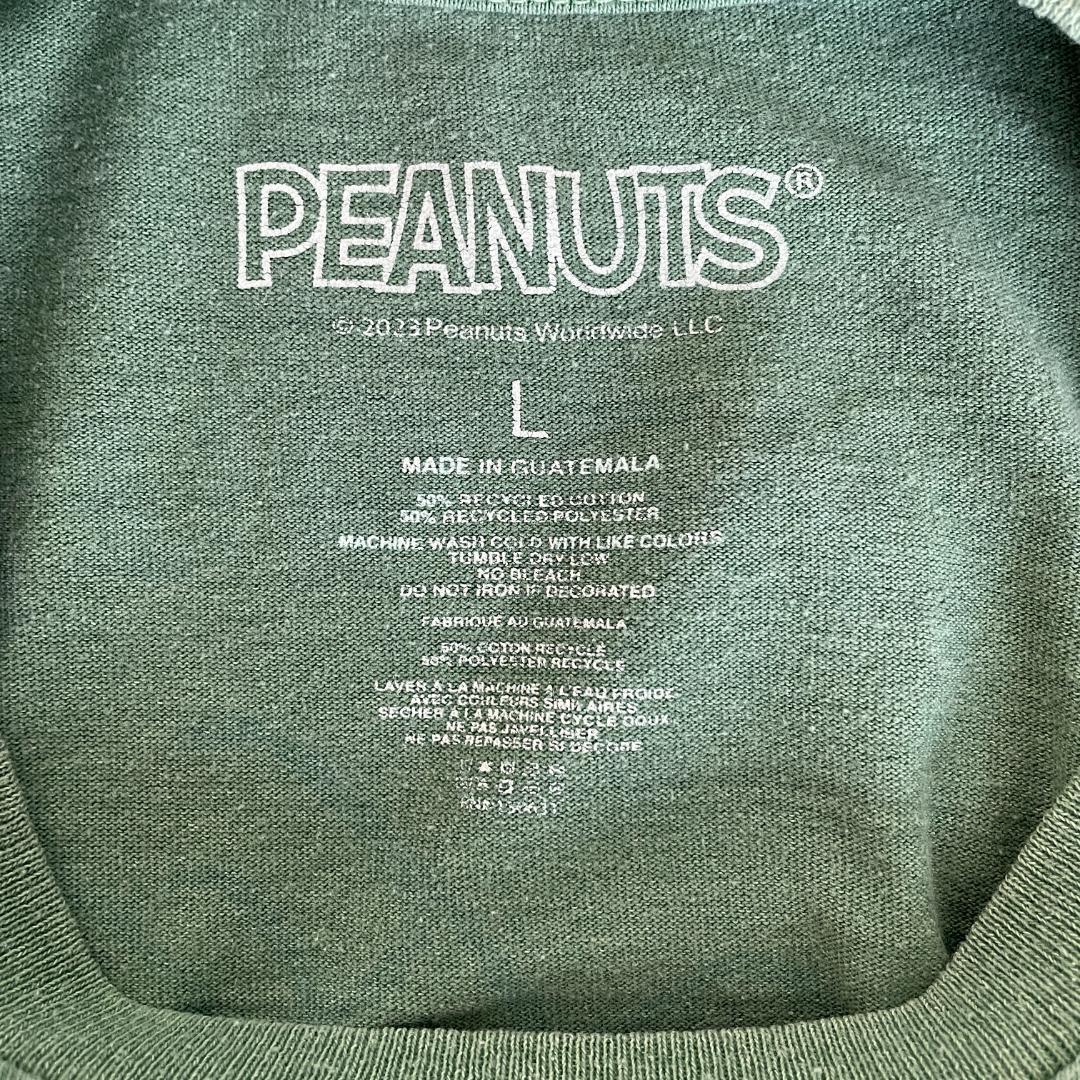 PEANUTS®
© 2023 Peanuts Worldwide LLC
L
MADE IN GUATEMALA
50% RECYCLED COTTON
50% RECYCLED POLYESTER
MACHINE WASH COLD WITH LIKE COLORS
TUMBLE DRY LOW
NO BLEACH
DO NOT IRON IF DECORATED
FABRIQUE AU GUATEMALA
50% COTON RECYCLE
50% POLYESTER RECYCLE
LAVER A LA MACHINE A L'EAU FROIDE
AVEC COULEURS SIMILAIRES
SECHER A LA MACHINE CYCLE DOUX
NE PAS JAVELLISER
NE PAS REPASSER SI DECORE